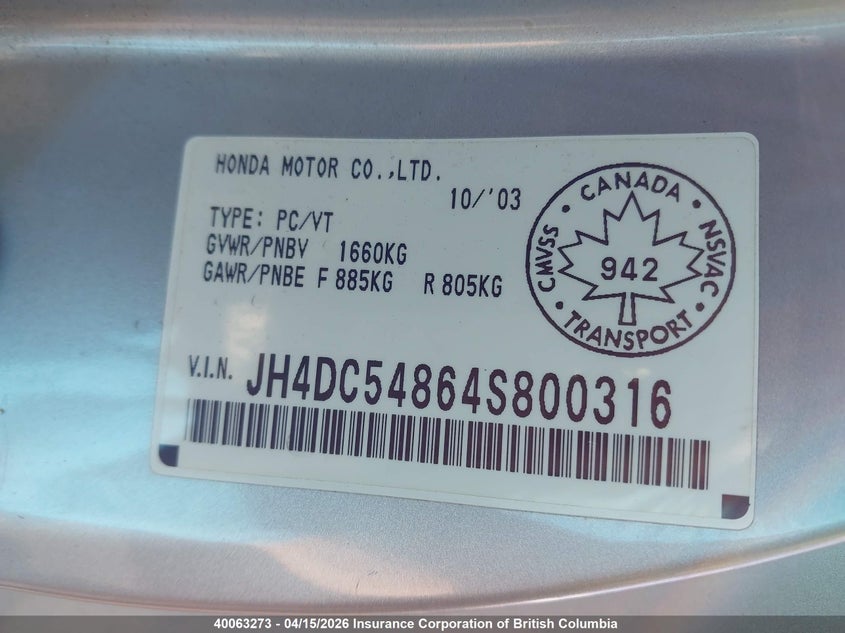 HONDA MOTOR CO.,LTD.
10/'03
TYPE: PC/VT
GVWR/PNBV 1660KG
GAWR/PNBE F 885KG R 805KG
CANADA
CMVSS
NSVAC
942
TRANSPORT
V.I.N. JH4DC54864S800316
40063273 - 04/15/2026 Insurance Corporation of British Columbia